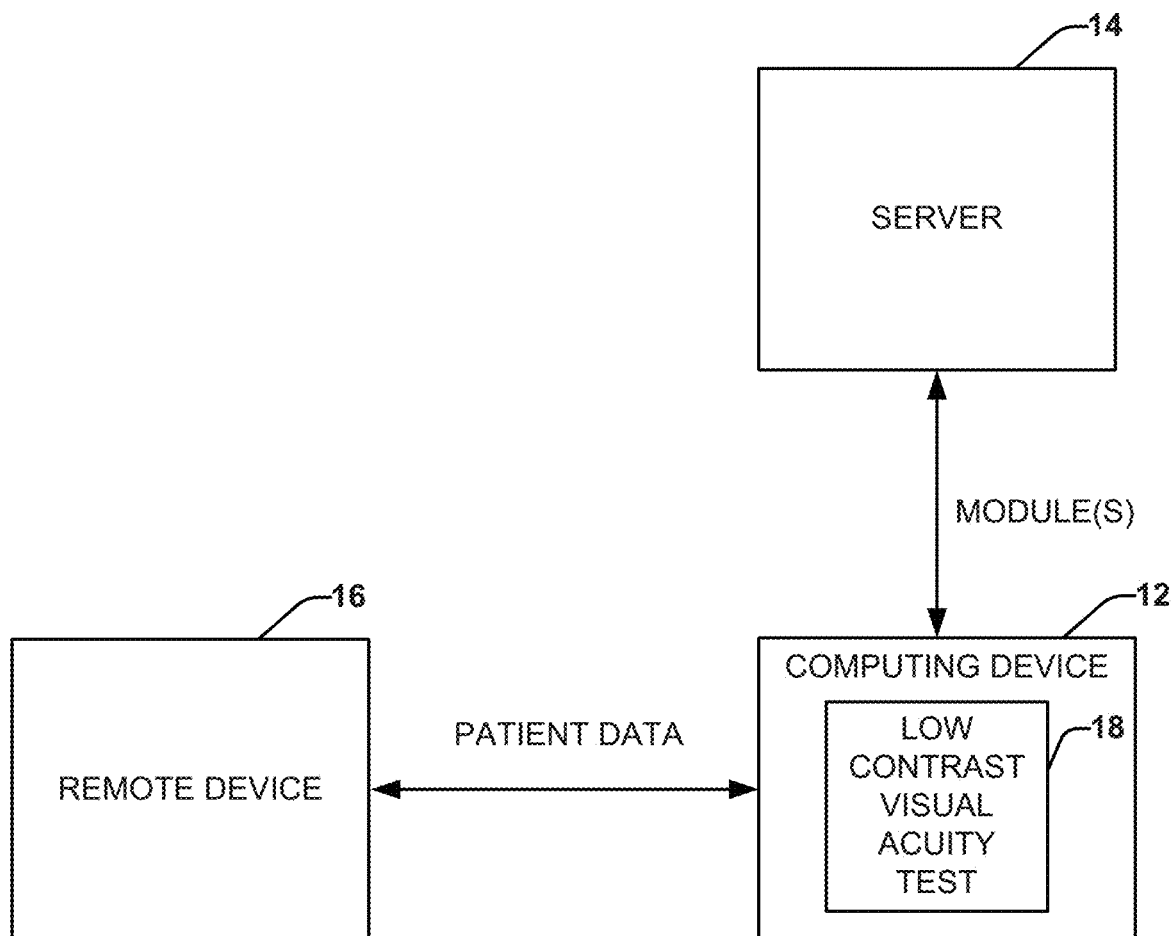 14
SERVER
MODULE(S)
16
12
COMPUTING DEVICE
PATIENT DATA
REMOTE DEVICE
LOW
CONTRAST
VISUAL
ACUITY
TEST
18